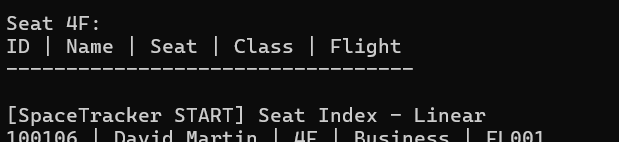 Seat 4F:
ID | Name | Seat | Class | Flight
----------------------------------
[SpaceTracker START] Seat Index - Linear
100106 | David Martin | 4F | Business | FL001